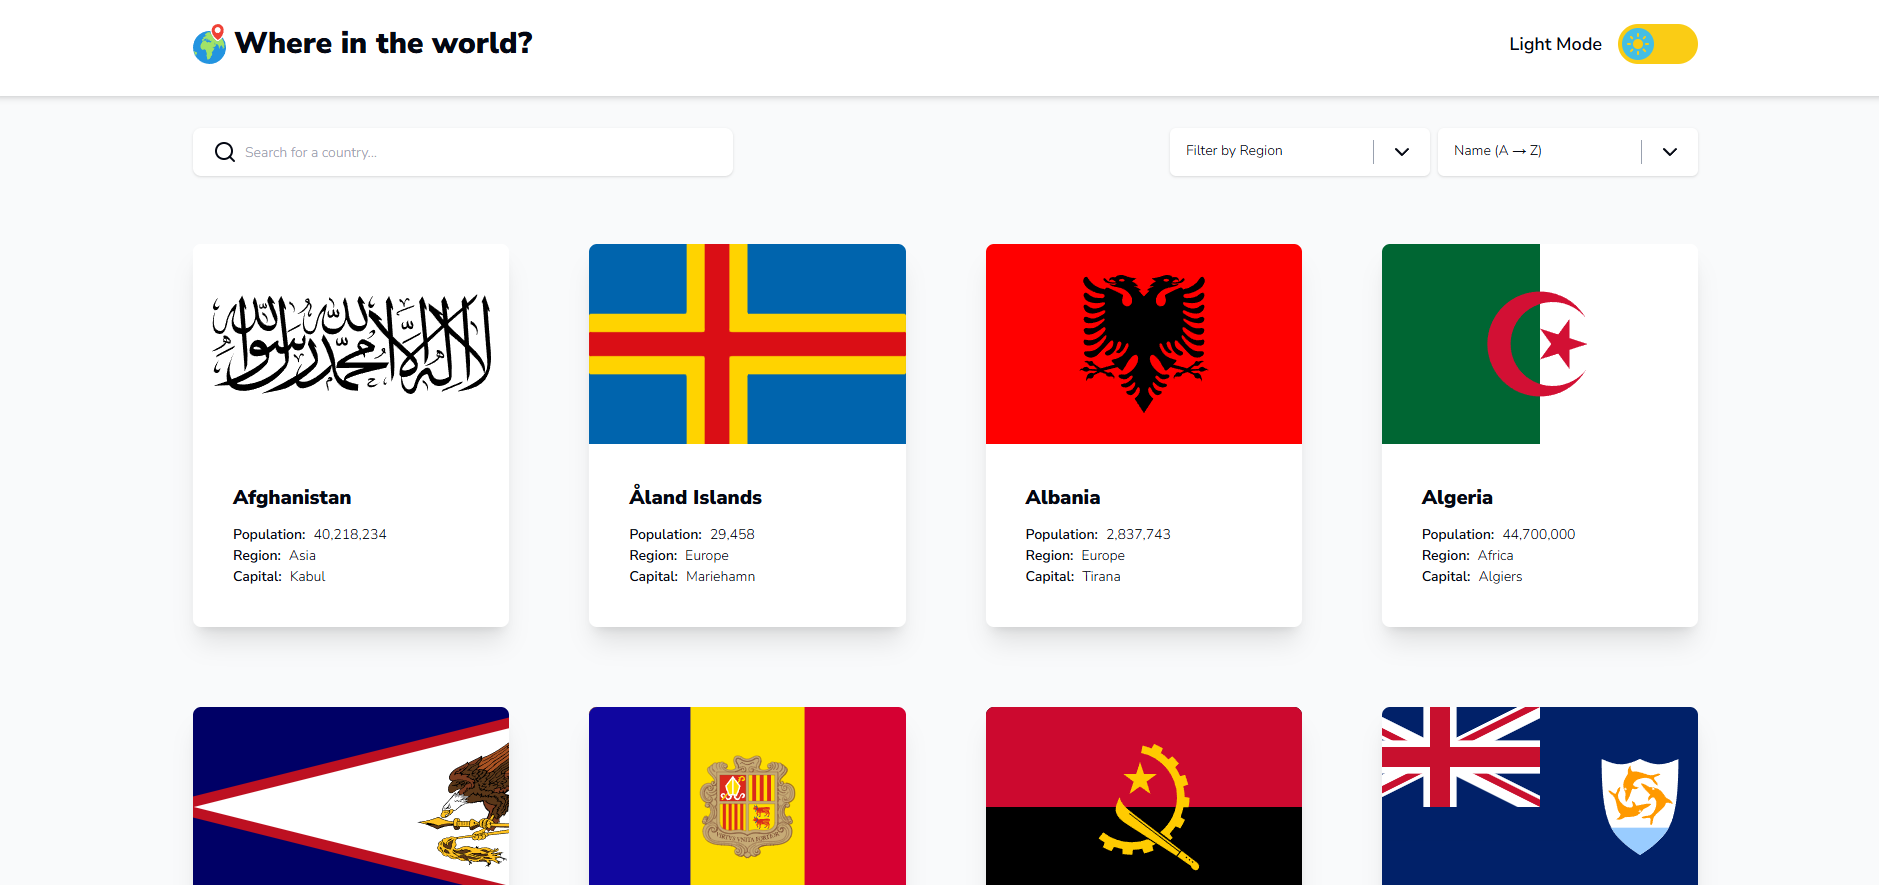 Where in the world?
Light Mode
Search for a country...
Filter by Region
Name (A → Z)
لا إله إلا الله محمد رسول الله
Afghanistan
Population: 40,218,234
Region: Asia
Capital: Kabul
Åland Islands
Population: 29,458
Region: Europe
Capital: Mariehamn
Albania
Population: 2,837,743
Region: Europe
Capital: Tirana
Algeria
Population: 44,700,000
Region: Africa
Capital: Algiers
VIRTVS VNITA FORTIOR